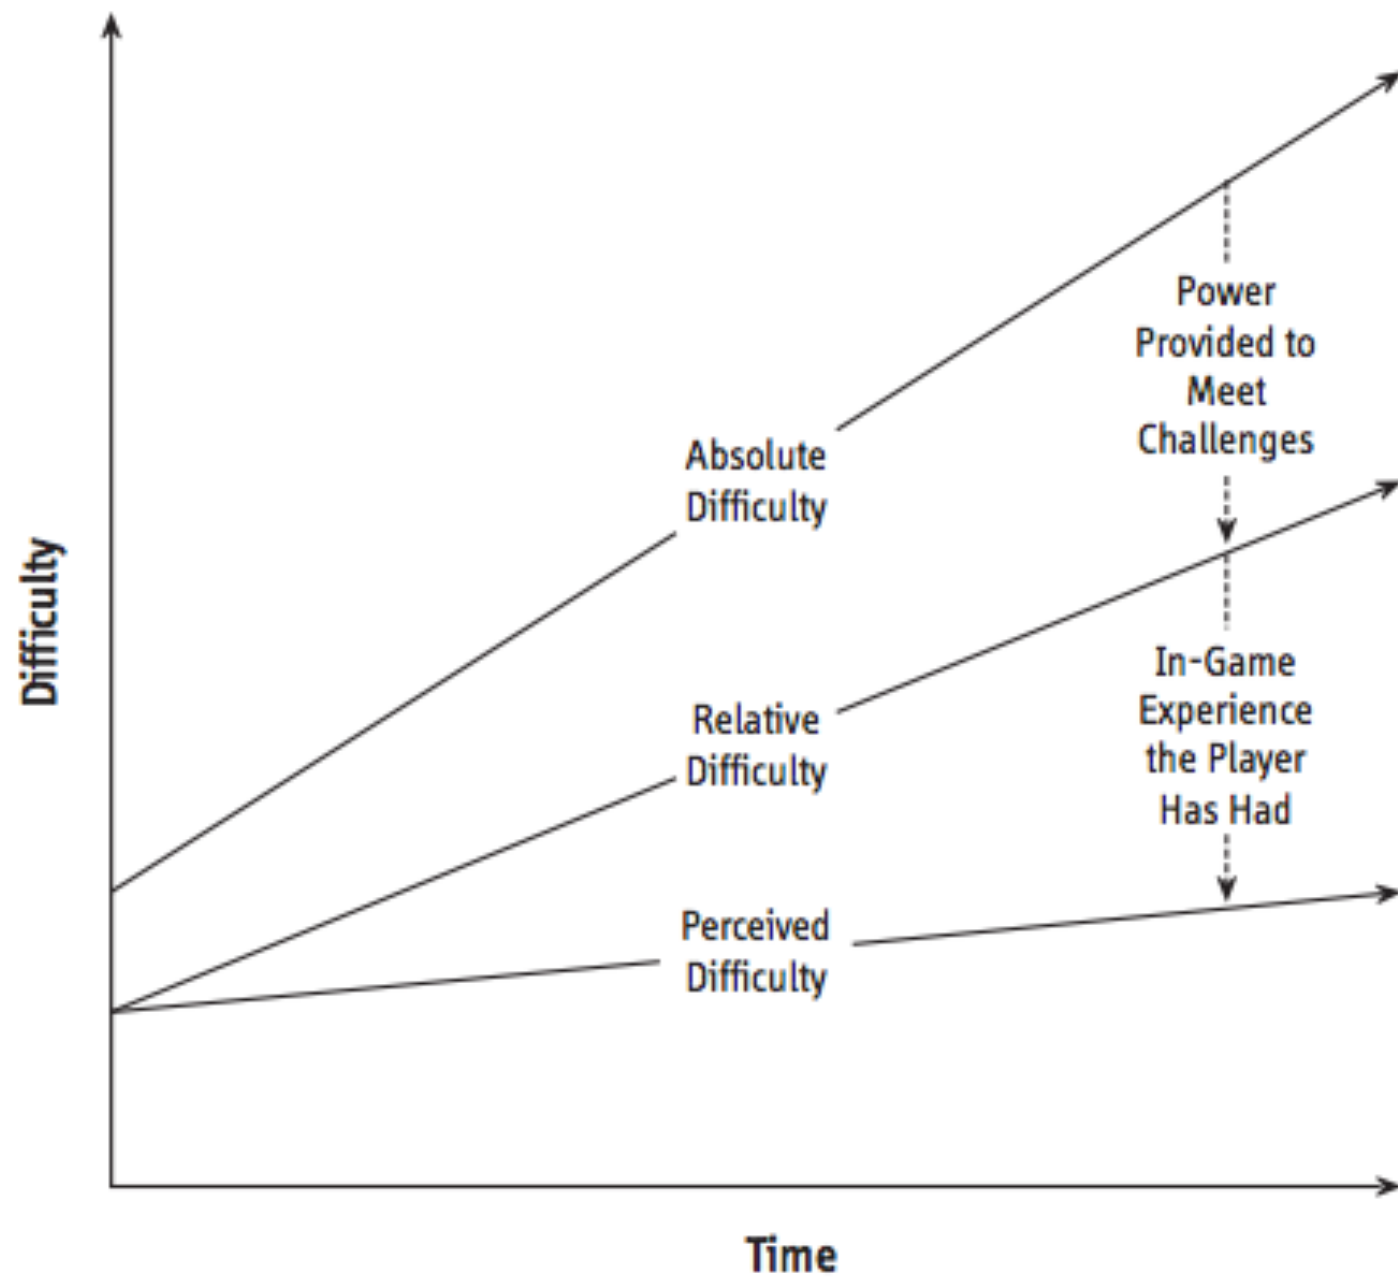 Power
Provided to
Meet
Challenges
Absolute
Difficulty
Difficulty
In-Game
Experience
the Player
Has Had
Relative
Difficulty
Perceived
Difficulty
Time